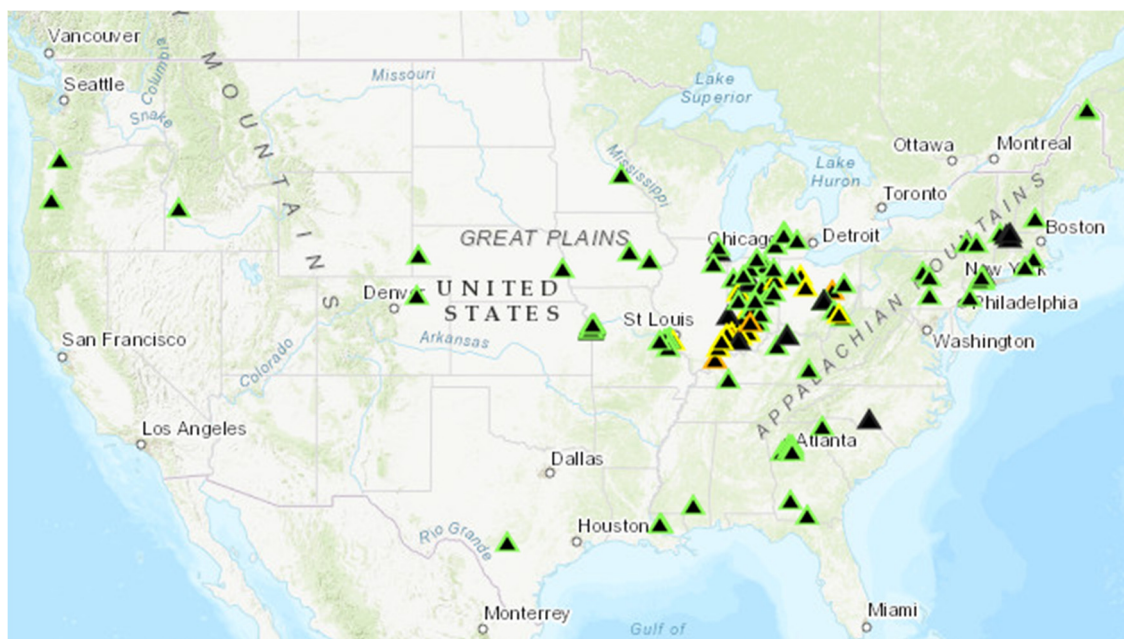 Vancouver
Seattle
Columbia
Snake
MOUNTAINS
Missouri
Mississippi
Lake
Superior
Lake
Huron
Ottawa
Montreal
Toronto
Boston
Detroit
Chicago
GREAT PLAINS
New York
Philadelphia
Washington
APPALACHIAN MOUNTAINS
Denver
UNITED
STATES
St Louis
Arkansas
Colorado
San Francisco
Los Angeles
Atlanta
Dallas
Houston
Rio Grande
Monterrey
Miami
Gulf of